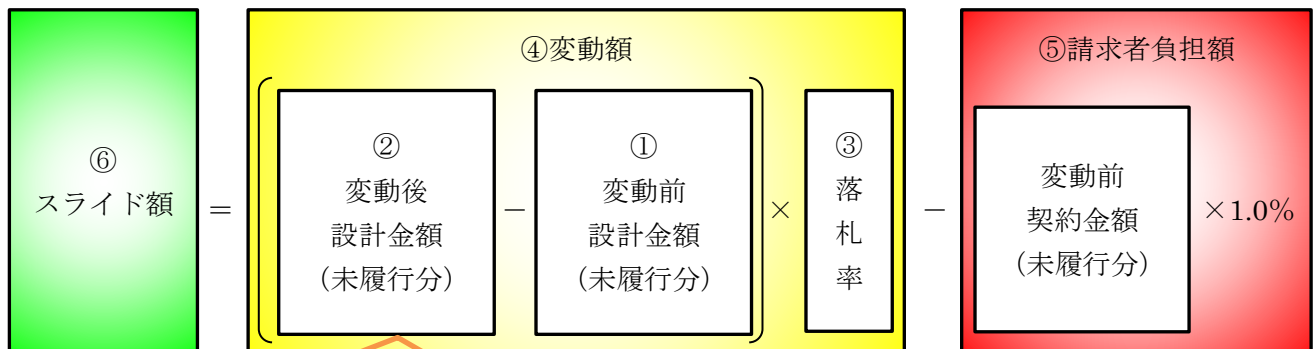 ⑥
スライド額
=
④変動額
②
変動後
設計金額
(未履行分)
−
①
変動前
設計金額
(未履行分)
×
③
落
札
率
−
⑤請求者負担額
変動前
契約金額
(未履行分)
×1.0%